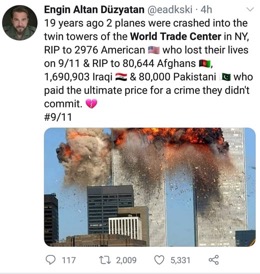 Engin Altan Düzyatan @eadkski · 4h
19 years ago 2 planes were crashed into the
twin towers of the World Trade Center in NY,
RIP to 2976 American 🇺🇸 who lost their lives
on 9/11 & RIP to 80,644 Afghans 🇦🇫,
1,690,903 Iraqi 🇮🇶 & 80,000 Pakistani 🇵🇰 who
paid the ultimate price for a crime they didn't
commit. 💔
#9/11
117 2,009 5,331